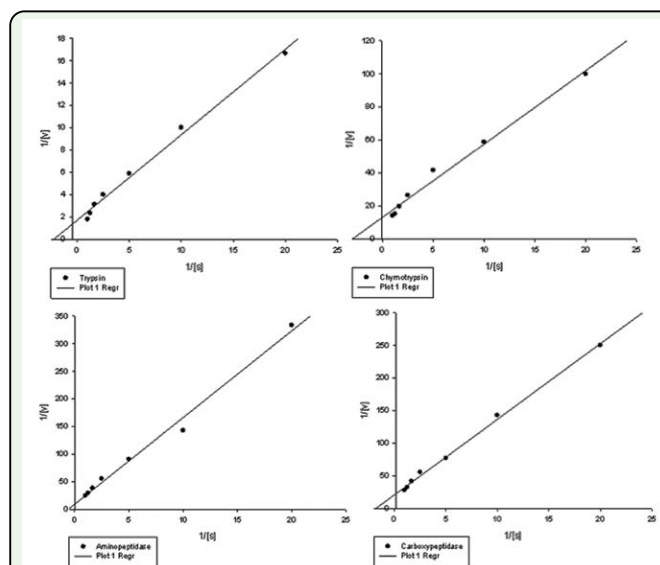 18
16
14
12
10
8
6
4
2
0
1/[v]
0 5 10 15 20 25
1/[s]
Trypsin
Plot 1 Regr
120
100
80
60
40
20
0
1/[v]
0 5 10 15 20 25
1/[s]
Chymotrypsin
Plot 1 Regr
350
300
250
200
150
100
50
0
1/[v]
0 5 10 15 20 25
1/[s]
Aminopeptidase
Plot 1 Regr
300
250
200
150
100
50
0
1/[v]
0 5 10 15 20 25
1/[s]
Carboxypeptidase
Plot 1 Regr